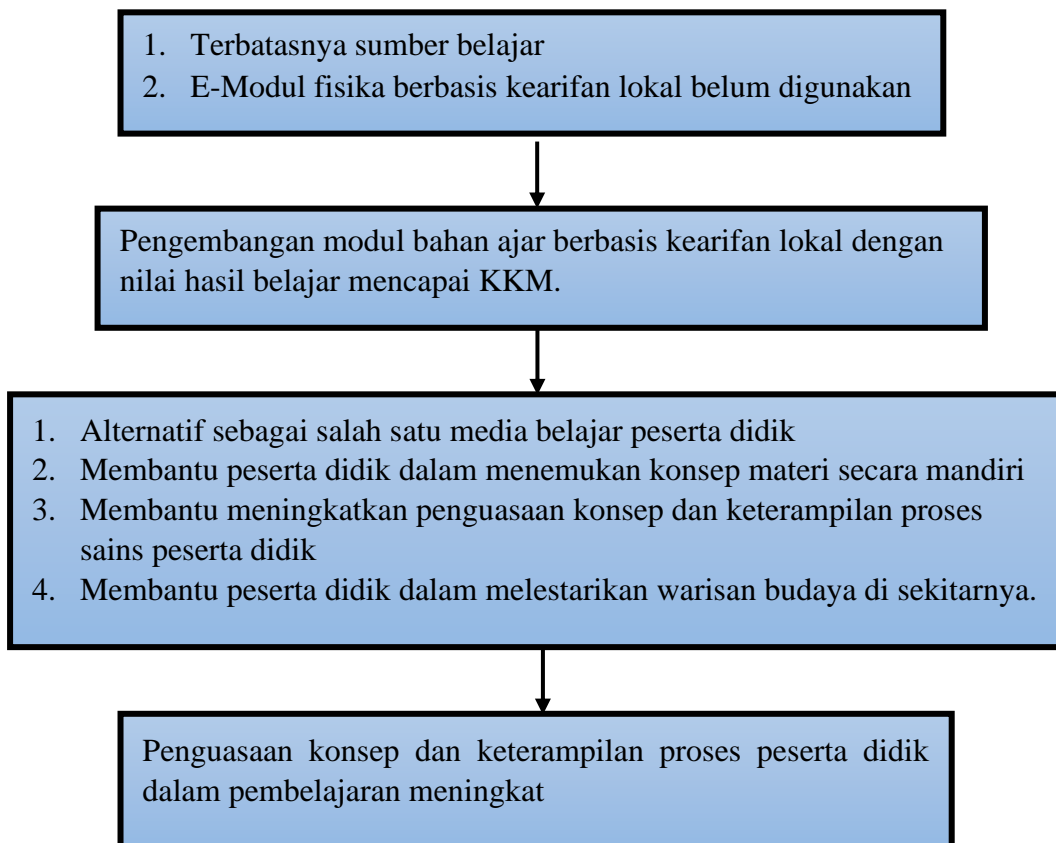 1. Terbatasnya sumber belajar
2. E-Modul fisika berbasis kearifan lokal belum digunakan
Pengembangan modul bahan ajar berbasis kearifan lokal dengan
nilai hasil belajar mencapai KKM.
1. Alternatif sebagai salah satu media belajar peserta didik
2. Membantu peserta didik dalam menemukan konsep materi secara mandiri
3. Membantu meningkatkan penguasaan konsep dan keterampilan proses
sains peserta didik
4. Membantu peserta didik dalam melestarikan warisan budaya di sekitarnya.
Penguasaan konsep dan keterampilan proses peserta didik
dalam pembelajaran meningkat